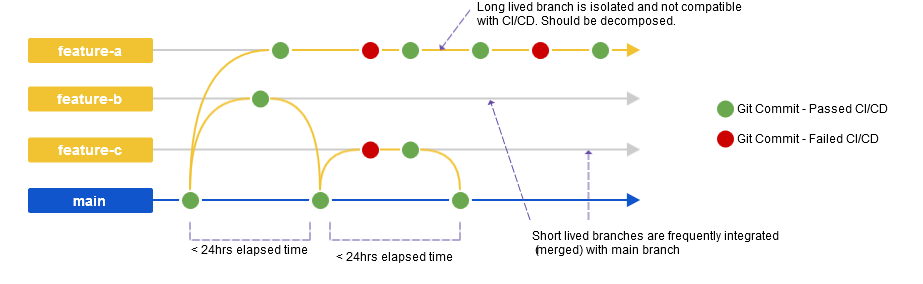 Long lived branch is isolated and not compatible
with CI/CD. Should be decomposed.
feature-a
feature-b
Git Commit - Passed CI/CD
Git Commit - Failed CI/CD
feature-c
main
Short lived branches are frequently integrated
(merged) with main branch
< 24hrs elapsed time
< 24hrs elapsed time